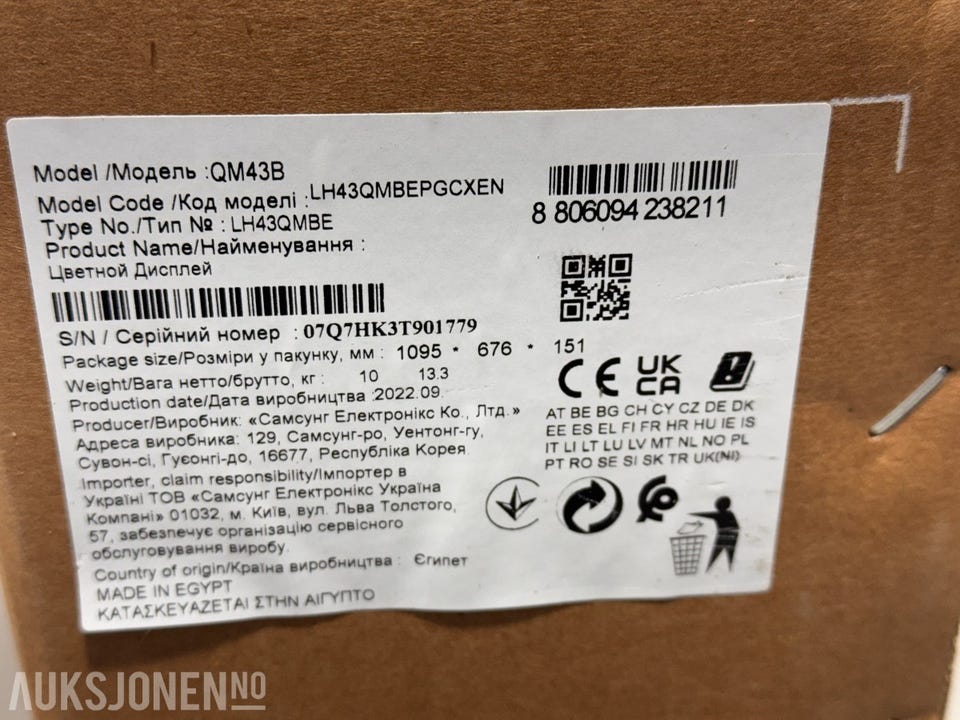 Model /Модель :QM43B
Model Code /Код моделі :LH43QMBEPGCXEN
Type No./Тип № : LH43QMBE
Product Name/Найменування :
Цветной Дисплей
8 806094 238211
S/N / Серійний номер : 07Q7HK3T901779
Package size/Розміри у пакунку, мм : 1095 * 676 * 151
Weight/Вага нетто/брутто, кг : 10 13.3
Production date/Дата виробництва :2022.09.
Producer/Виробник: «Самсунг Електронікс Ко., Лтд.»
Адреса виробника: 129, Самсунг-ро, Уентонг-гу,
Сувон-сі, Гуєонгі-до, 16677, Республіка Корея
Importer, claim responsibility/Імпортер в
Україні ТОВ «Самсунг Електронікс Україна
Компані» 01032, м. Київ, вул. Льва Толстого,
57, забезпечує організацію сервісного
обслуговування виробу.
Country of origin/Країна виробництва : Єгипет
MADE IN EGYPT
ΚΑΤΑΣΚΕΥΑΖΕΤΑΙ ΣΤΗΝ ΑΙΓΥΠΤΟ
CE UK
CA
AT BE BG CH CY CZ DE DK
EE ES EL FI FR HR HU IE IS
IT LI LT LU LV MT NL NO PL
PT RO SE SI SK TR UK(NI)
AUKSJONEN NO